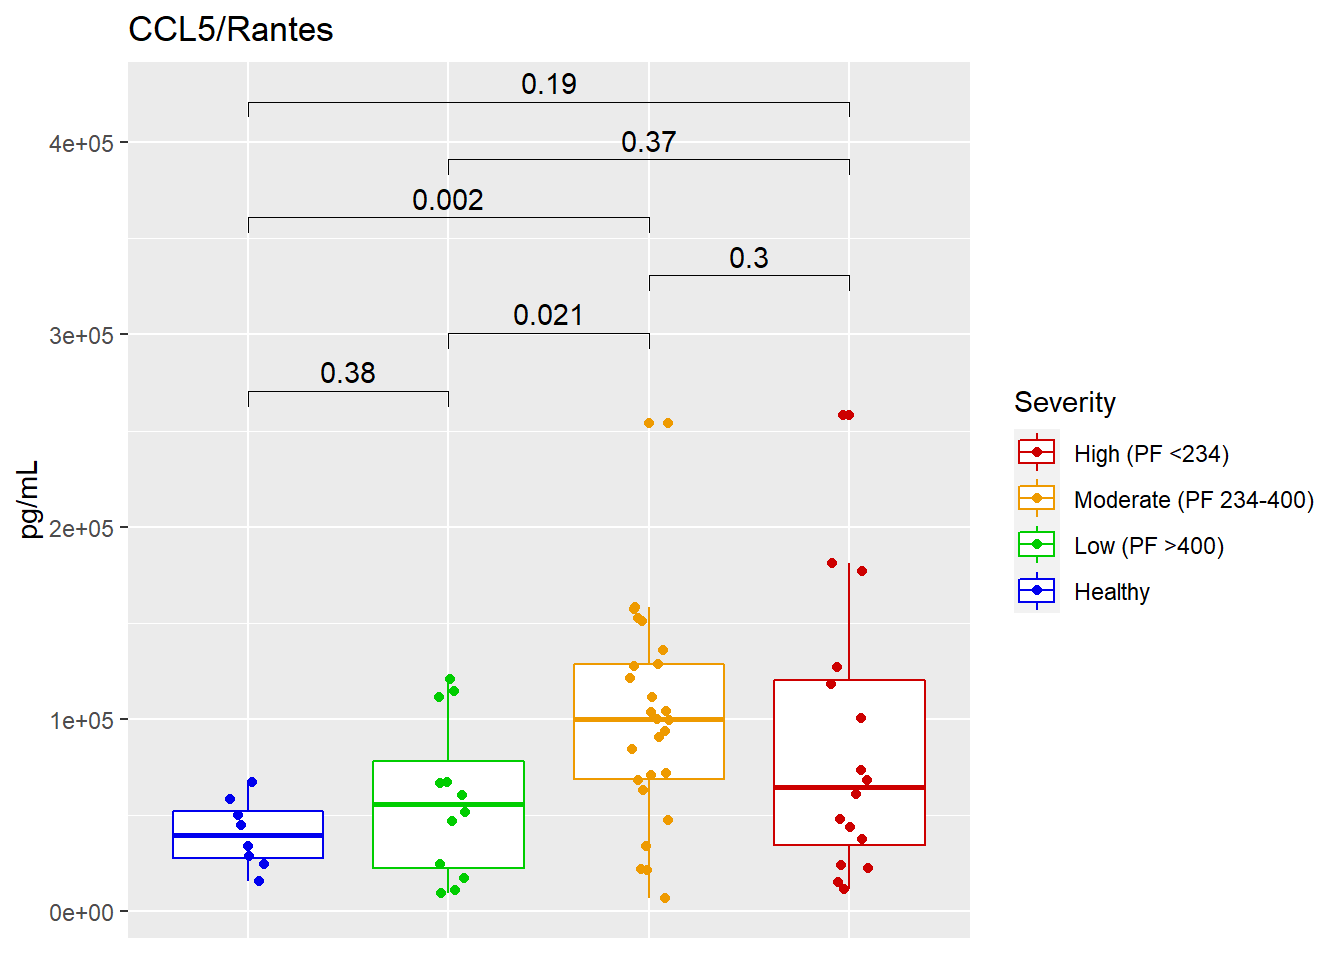 CCL5/Rantes
0.19
0.37
0.002
0.3
0.021
0.38
4e+05
3e+05
2e+05
1e+05
0e+00
pg/mL
Severity
High (PF <234)
Moderate (PF 234-400)
Low (PF >400)
Healthy